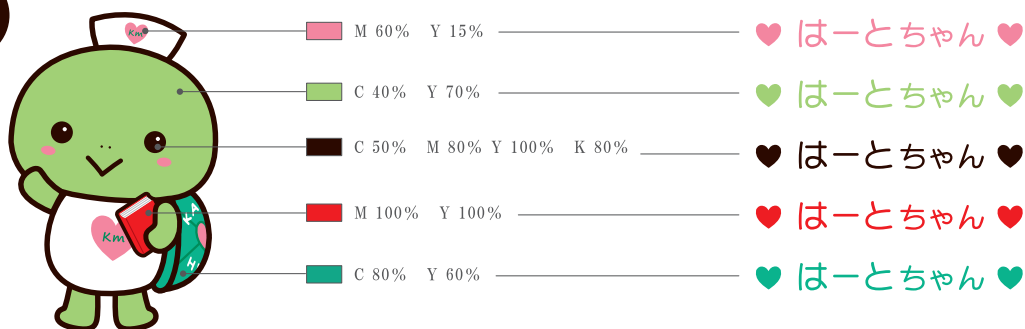 Km
M 60% Y 15%
♥ はーとちゃん ♥
C 40% Y 70%
♥ はーとちゃん ♥
C 50% M 80% Y 100% K 80%
♥ はーとちゃん ♥
M 100% Y 100%
♥ はーとちゃん ♥
Km
KA
H
C 80% Y 60%
♥ はーとちゃん ♥